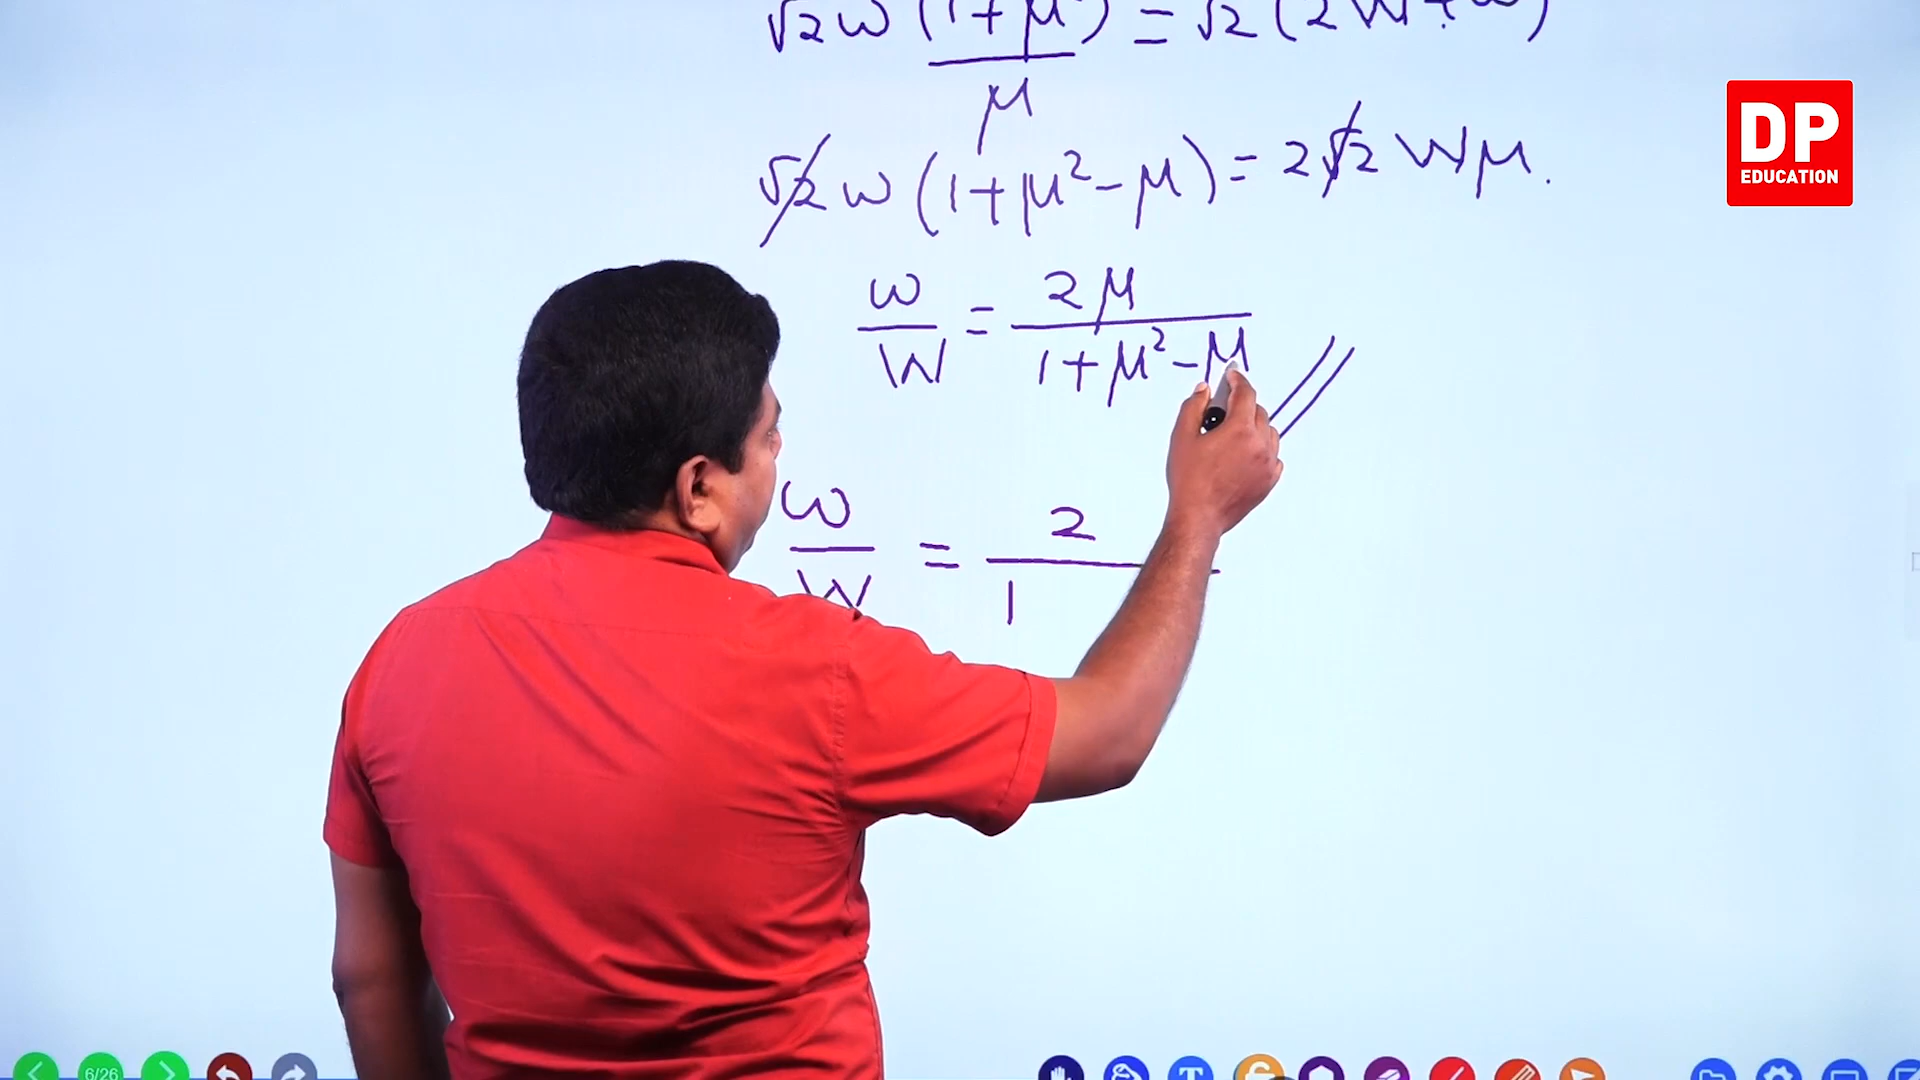 √2 w (1+μ²) = √2 (2W+w)
μ
DP
EDUCATION
√2 w (1+μ²-μ) = 2√2 Wμ.
w = 2μ
W 1+μ²-μ
w = 2
W 1
6/26
T